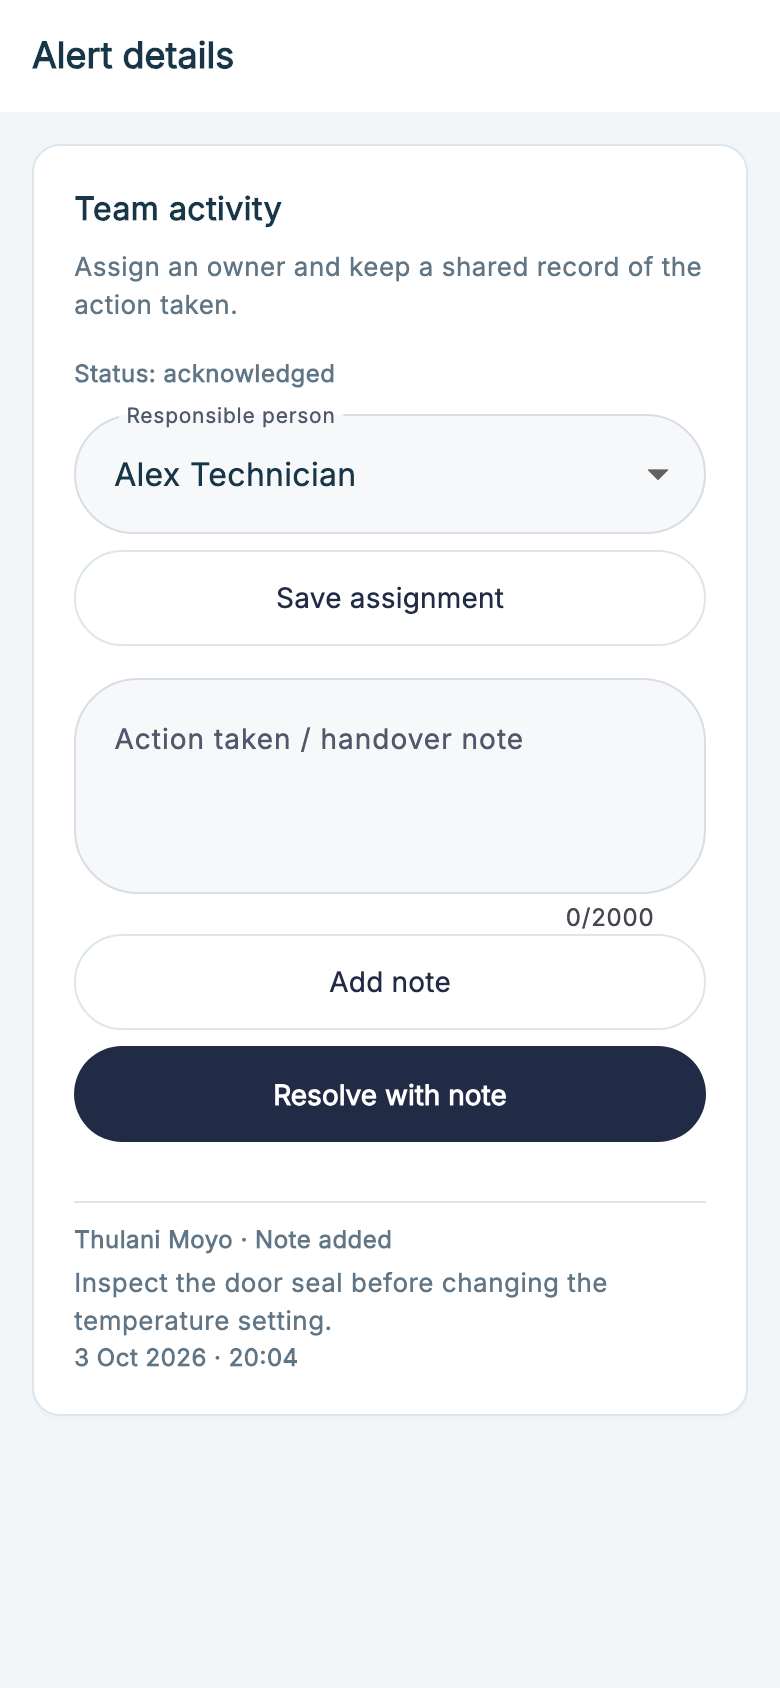 Alert details
Team activity
Assign an owner and keep a shared record of the
action taken.
Status: acknowledged
Responsible person
Alex Technician
Save assignment
Action taken / handover note
0/2000
Add note
Resolve with note
Thulani Moyo · Note added
Inspect the door seal before changing the
temperature setting.
3 Oct 2026 · 20:04